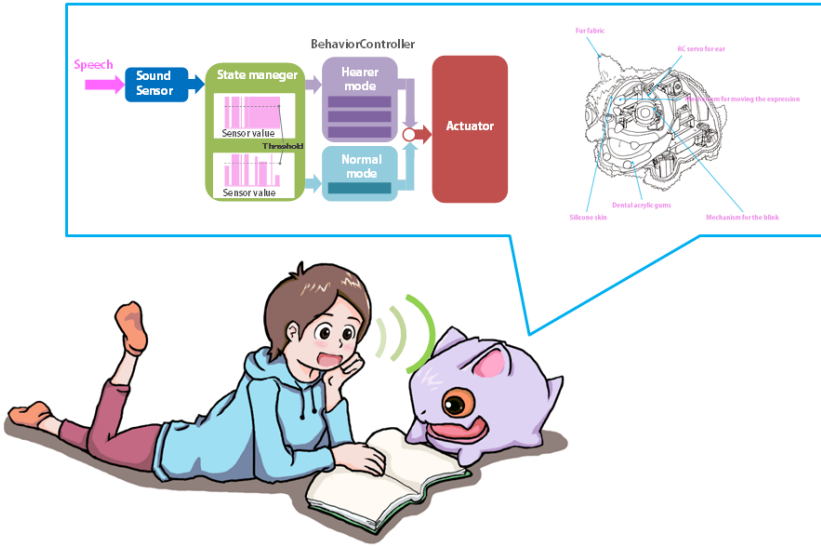 BehaviorController
Speech
Sound
Sensor
State maneger
Sensor value
Threshold
Sensor value
Hearer
mode
Normal
mode
Actuator
Fur fabric
RC servo for ear
Mechanism for moving the expression
Silicone skin
Dental acrylic gums
Mechanism for the blink